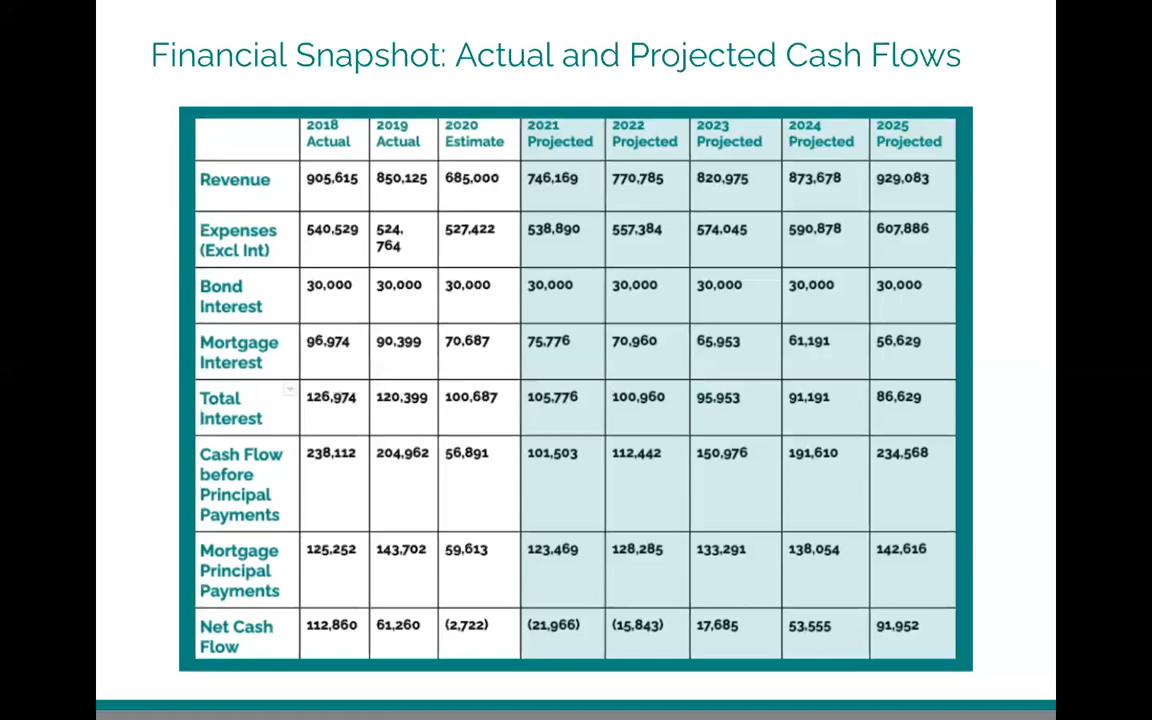 Financial Snapshot: Actual and Projected Cash Flows
2018 2019 2020 2021 2022 2023 2024 2025
Actual Actual Estimate Projected Projected Projected Projected Projected
Revenue 905,615 850,125 685,000 746,169 770,785 820,975 873,678 929,083
Expenses 540,529 524, 527,422 538,890 557,384 574,045 590,878 607,886
(Excl Int) 764
Bond 30,000 30,000 30,000 30,000 30,000 30,000 30,000 30,000
Interest
Mortgage 96,974 90,399 70,687 75,776 70,960 65,953 61,191 56,629
Interest
Total 126,974 120,399 100,687 105,776 100,960 95,953 91,191 86,629
Interest
Cash Flow 238,112 204,962 56,891 101,503 112,442 150,976 191,610 234,568
before
Principal
Payments
Mortgage 125,252 143,702 59,613 123,469 128,285 133,291 138,054 142,616
Principal
Payments
Net Cash 112,860 61,260 (2,722) (21,966) (15,843) 17,685 53,555 91,952
Flow